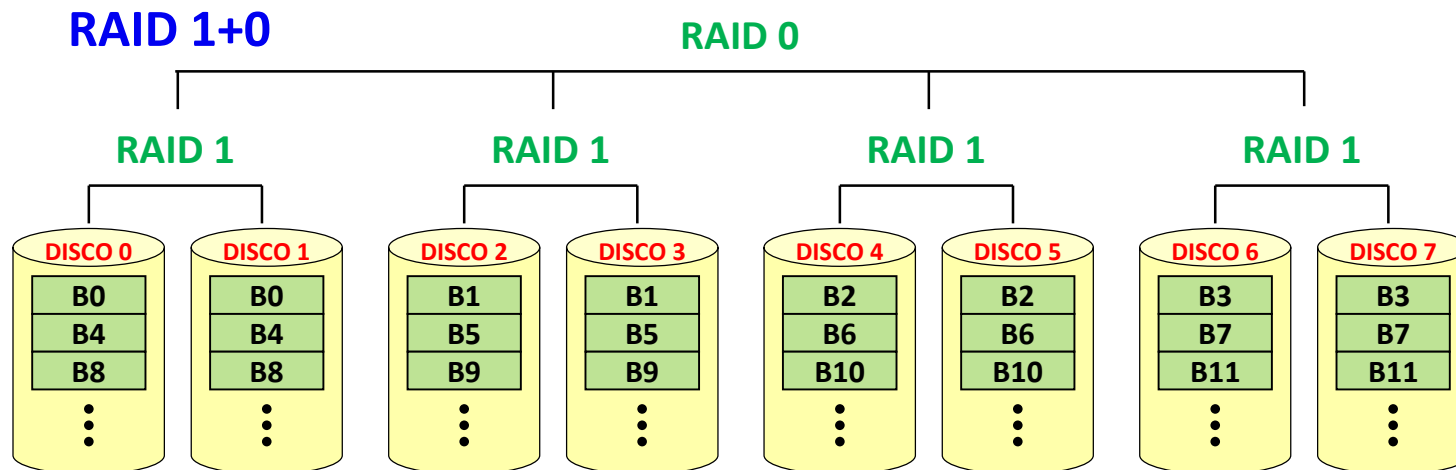 RAID 1+0
RAID 0
RAID 1 RAID 1 RAID 1 RAID 1
DISCO 0 DISCO 1 DISCO 2 DISCO 3 DISCO 4 DISCO 5 DISCO 6 DISCO 7
B0 B0 B1 B1 B2 B2 B3 B3
B4 B4 B5 B5 B6 B6 B7 B7
B8 B8 B9 B9 B10 B10 B11 B11